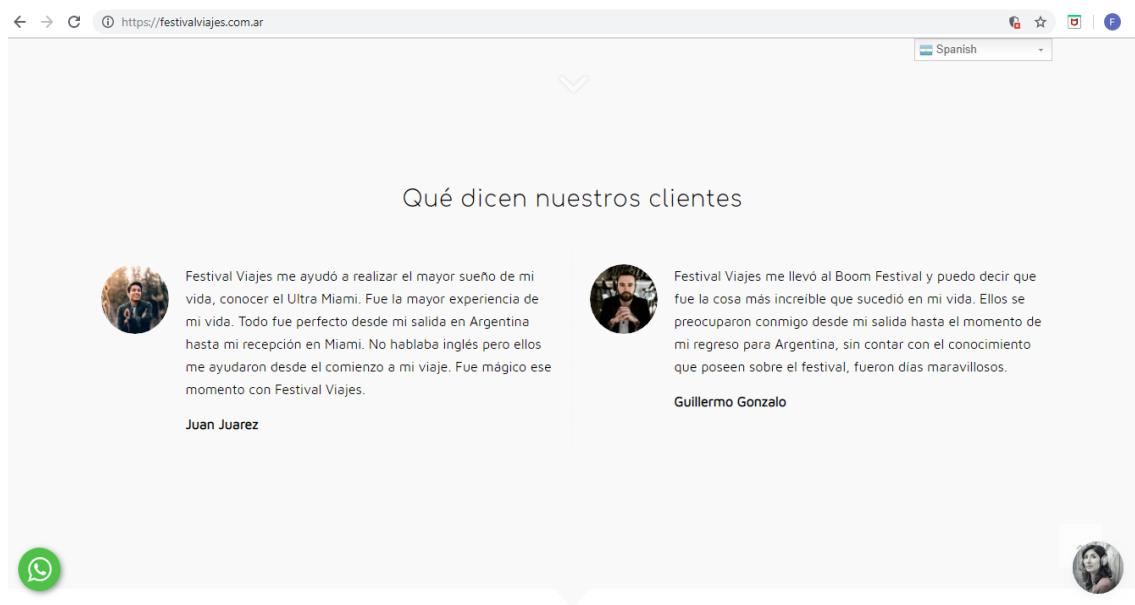 https://festivalviajes.com.ar
F
Spanish
Qué dicen nuestros clientes
Festival Viajes me ayudó a realizar el mayor sueño de mi
vida, conocer el Ultra Miami. Fue la mayor experiencia de
mi vida. Todo fue perfecto desde mi salida en Argentina
hasta mi recepción en Miami. No hablaba inglés pero ellos
me ayudaron desde el comienzo a mi viaje. Fue mágico ese
momento con Festival Viajes.
Juan Juarez
Festival Viajes me llevó al Boom Festival y puedo decir que
fue la cosa más increíble que sucedió en mi vida. Ellos se
preocuparon conmigo desde mi salida hasta el momento de
mi regreso para Argentina, sin contar con el conocimiento
que poseen sobre el festival, fueron días maravillosos.
Guillermo Gonzalo